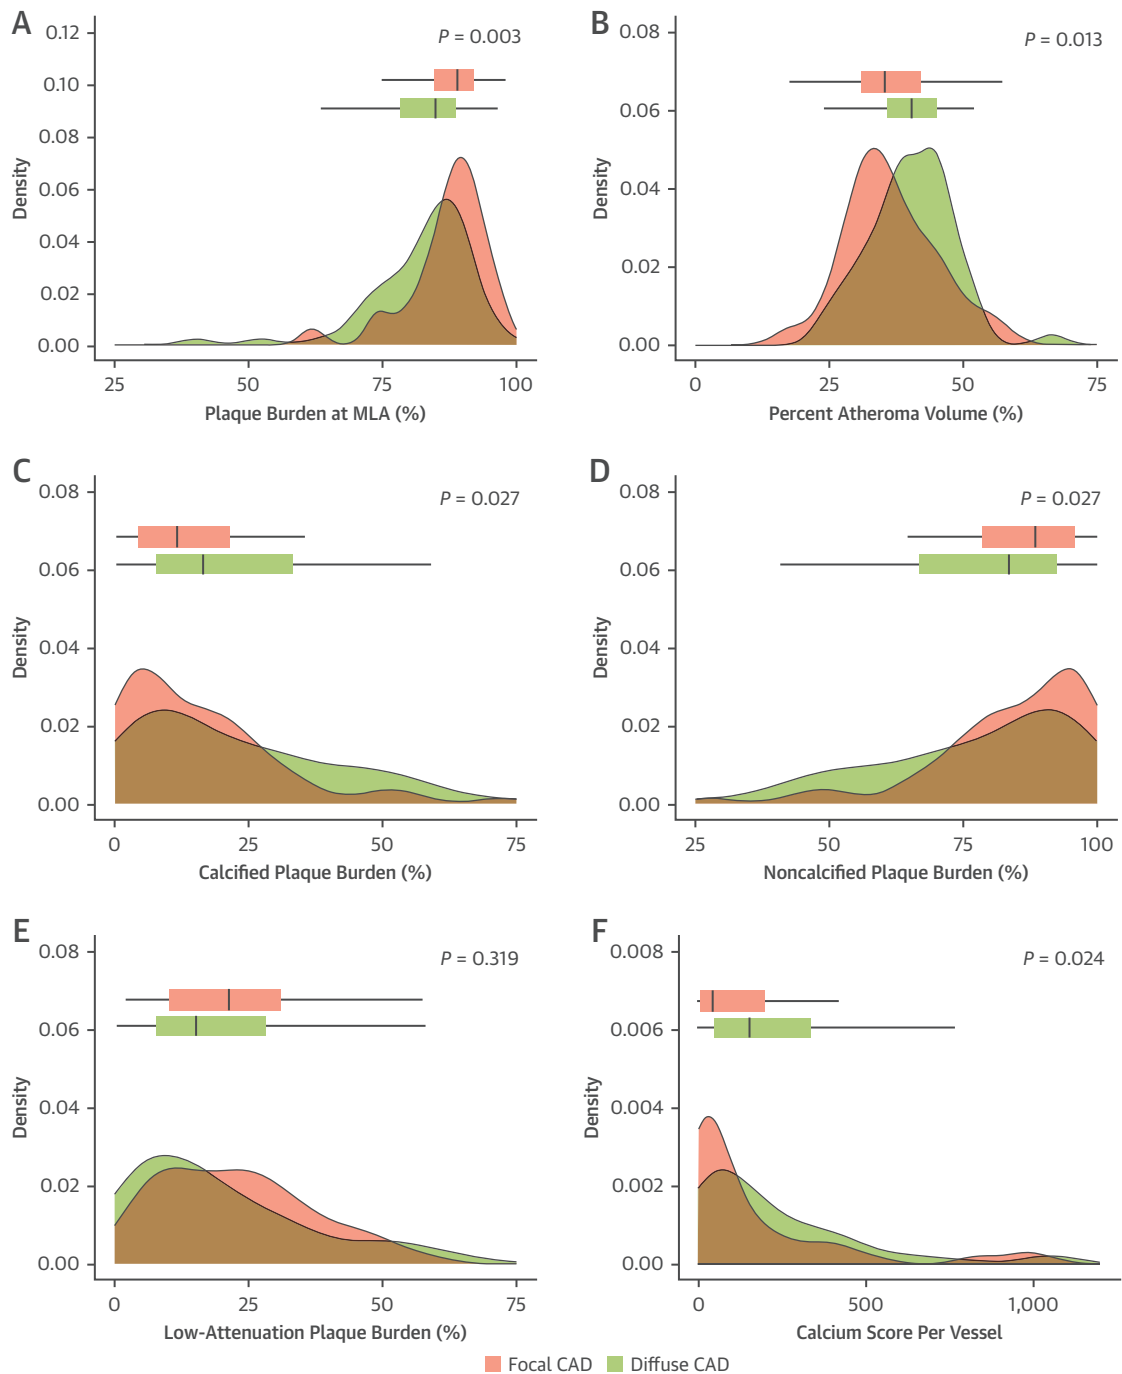 A
P = 0.003
0.12
0.10
0.08
0.06
0.04
0.02
0.00
Density
25 50 75 100
Plaque Burden at MLA (%)
B
P = 0.013
0.08
0.06
0.04
0.02
0.00
Density
0 25 50 75
Percent Atheroma Volume (%)
C
P = 0.027
0.08
0.06
0.04
0.02
0.00
Density
0 25 50 75
Calcified Plaque Burden (%)
D
P = 0.027
0.08
0.06
0.04
0.02
0.00
Density
25 50 75 100
Noncalcified Plaque Burden (%)
E
P = 0.319
0.08
0.06
0.04
0.02
0.00
Density
0 25 50 75
Low-Attenuation Plaque Burden (%)
F
P = 0.024
0.008
0.006
0.004
0.002
0.00
Density
0 500 1,000
Calcium Score Per Vessel
Focal CAD Diffuse CAD